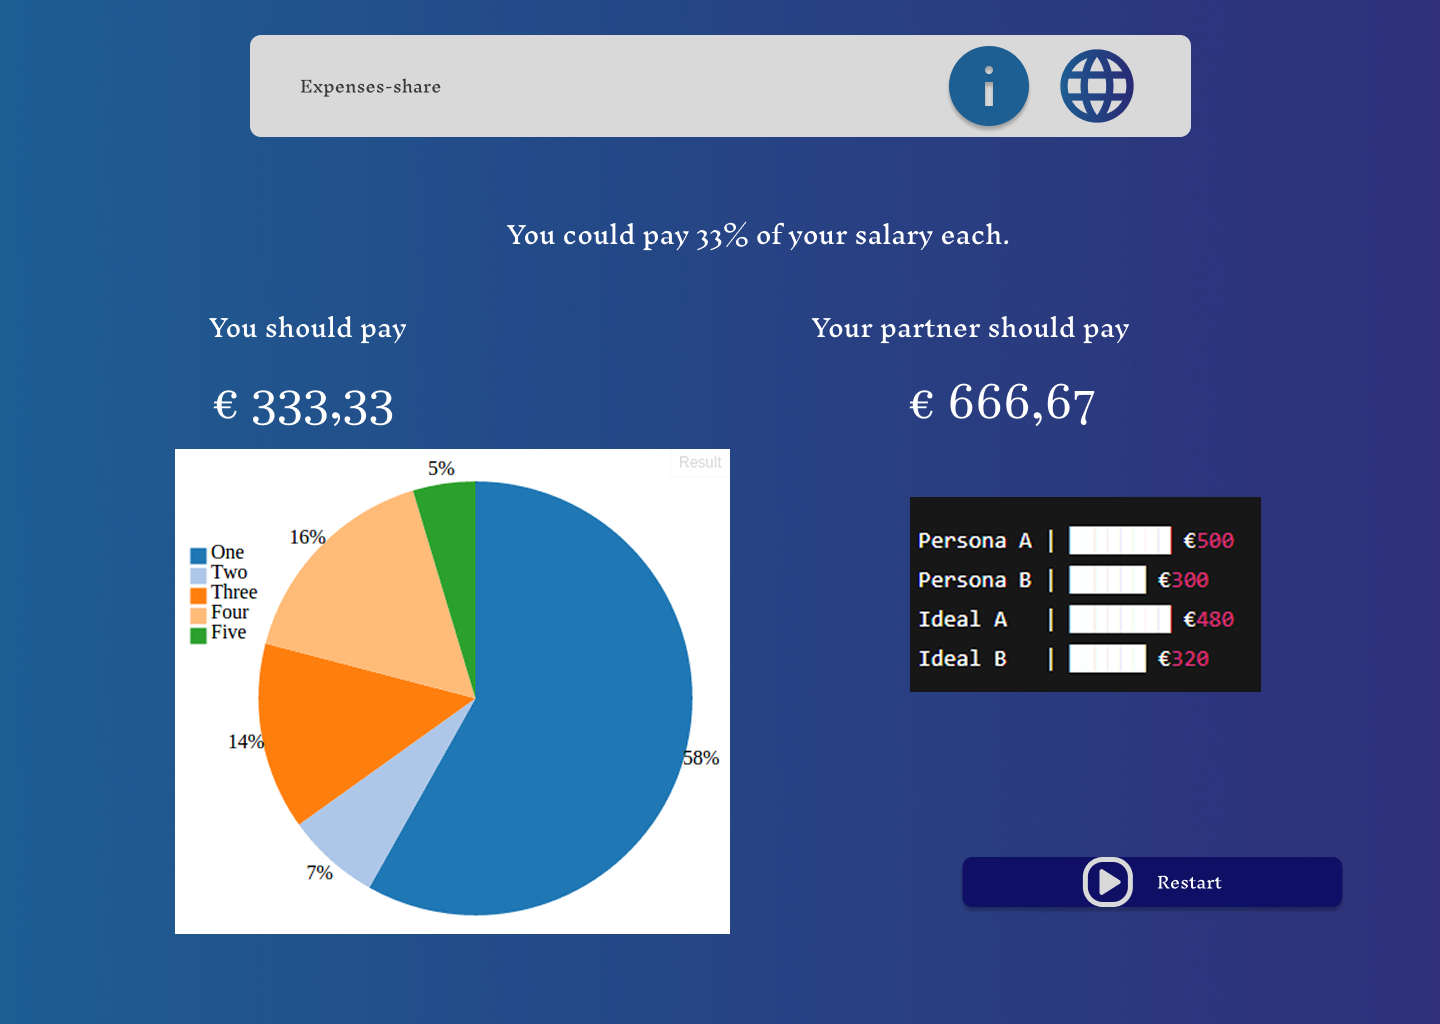 Expenses-share
You could pay 33% of your salary each.
You should pay
Your partner should pay
€ 333,33
€ 666,67
Result
5%
16%
One
Two
Three
Four
Five
14%
58%
7%
Persona A | €500
Persona B | €300
Ideal A | €480
Ideal B | €320
Restart